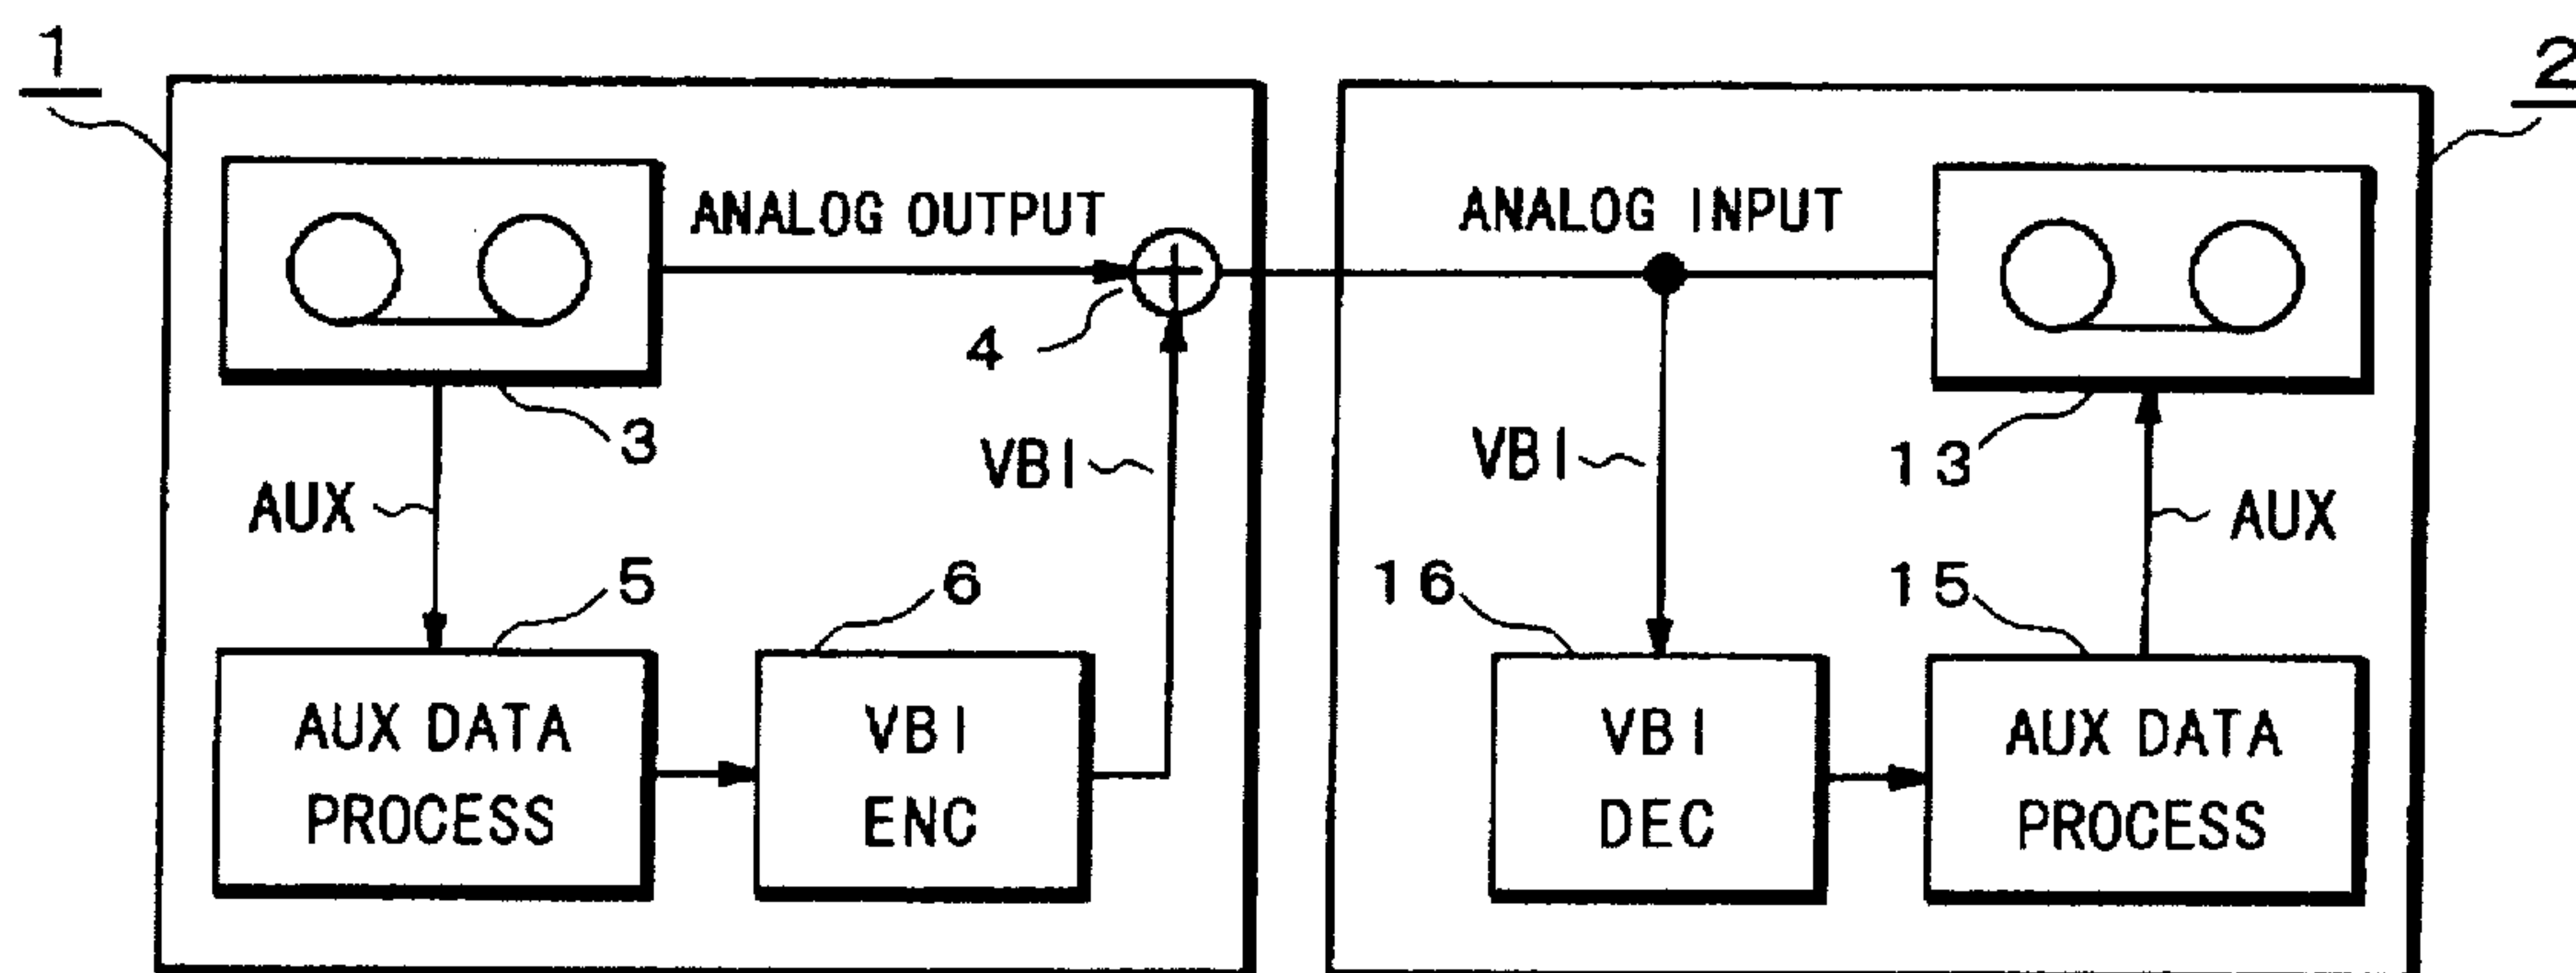 1
2
ANALOG OUTPUT
ANALOG INPUT
4
3
VBI
VBI
13
AUX
AUX
5
6
16
15
AUX DATA
PROCESS
VBI
ENC
VBI
DEC
AUX DATA
PROCESS